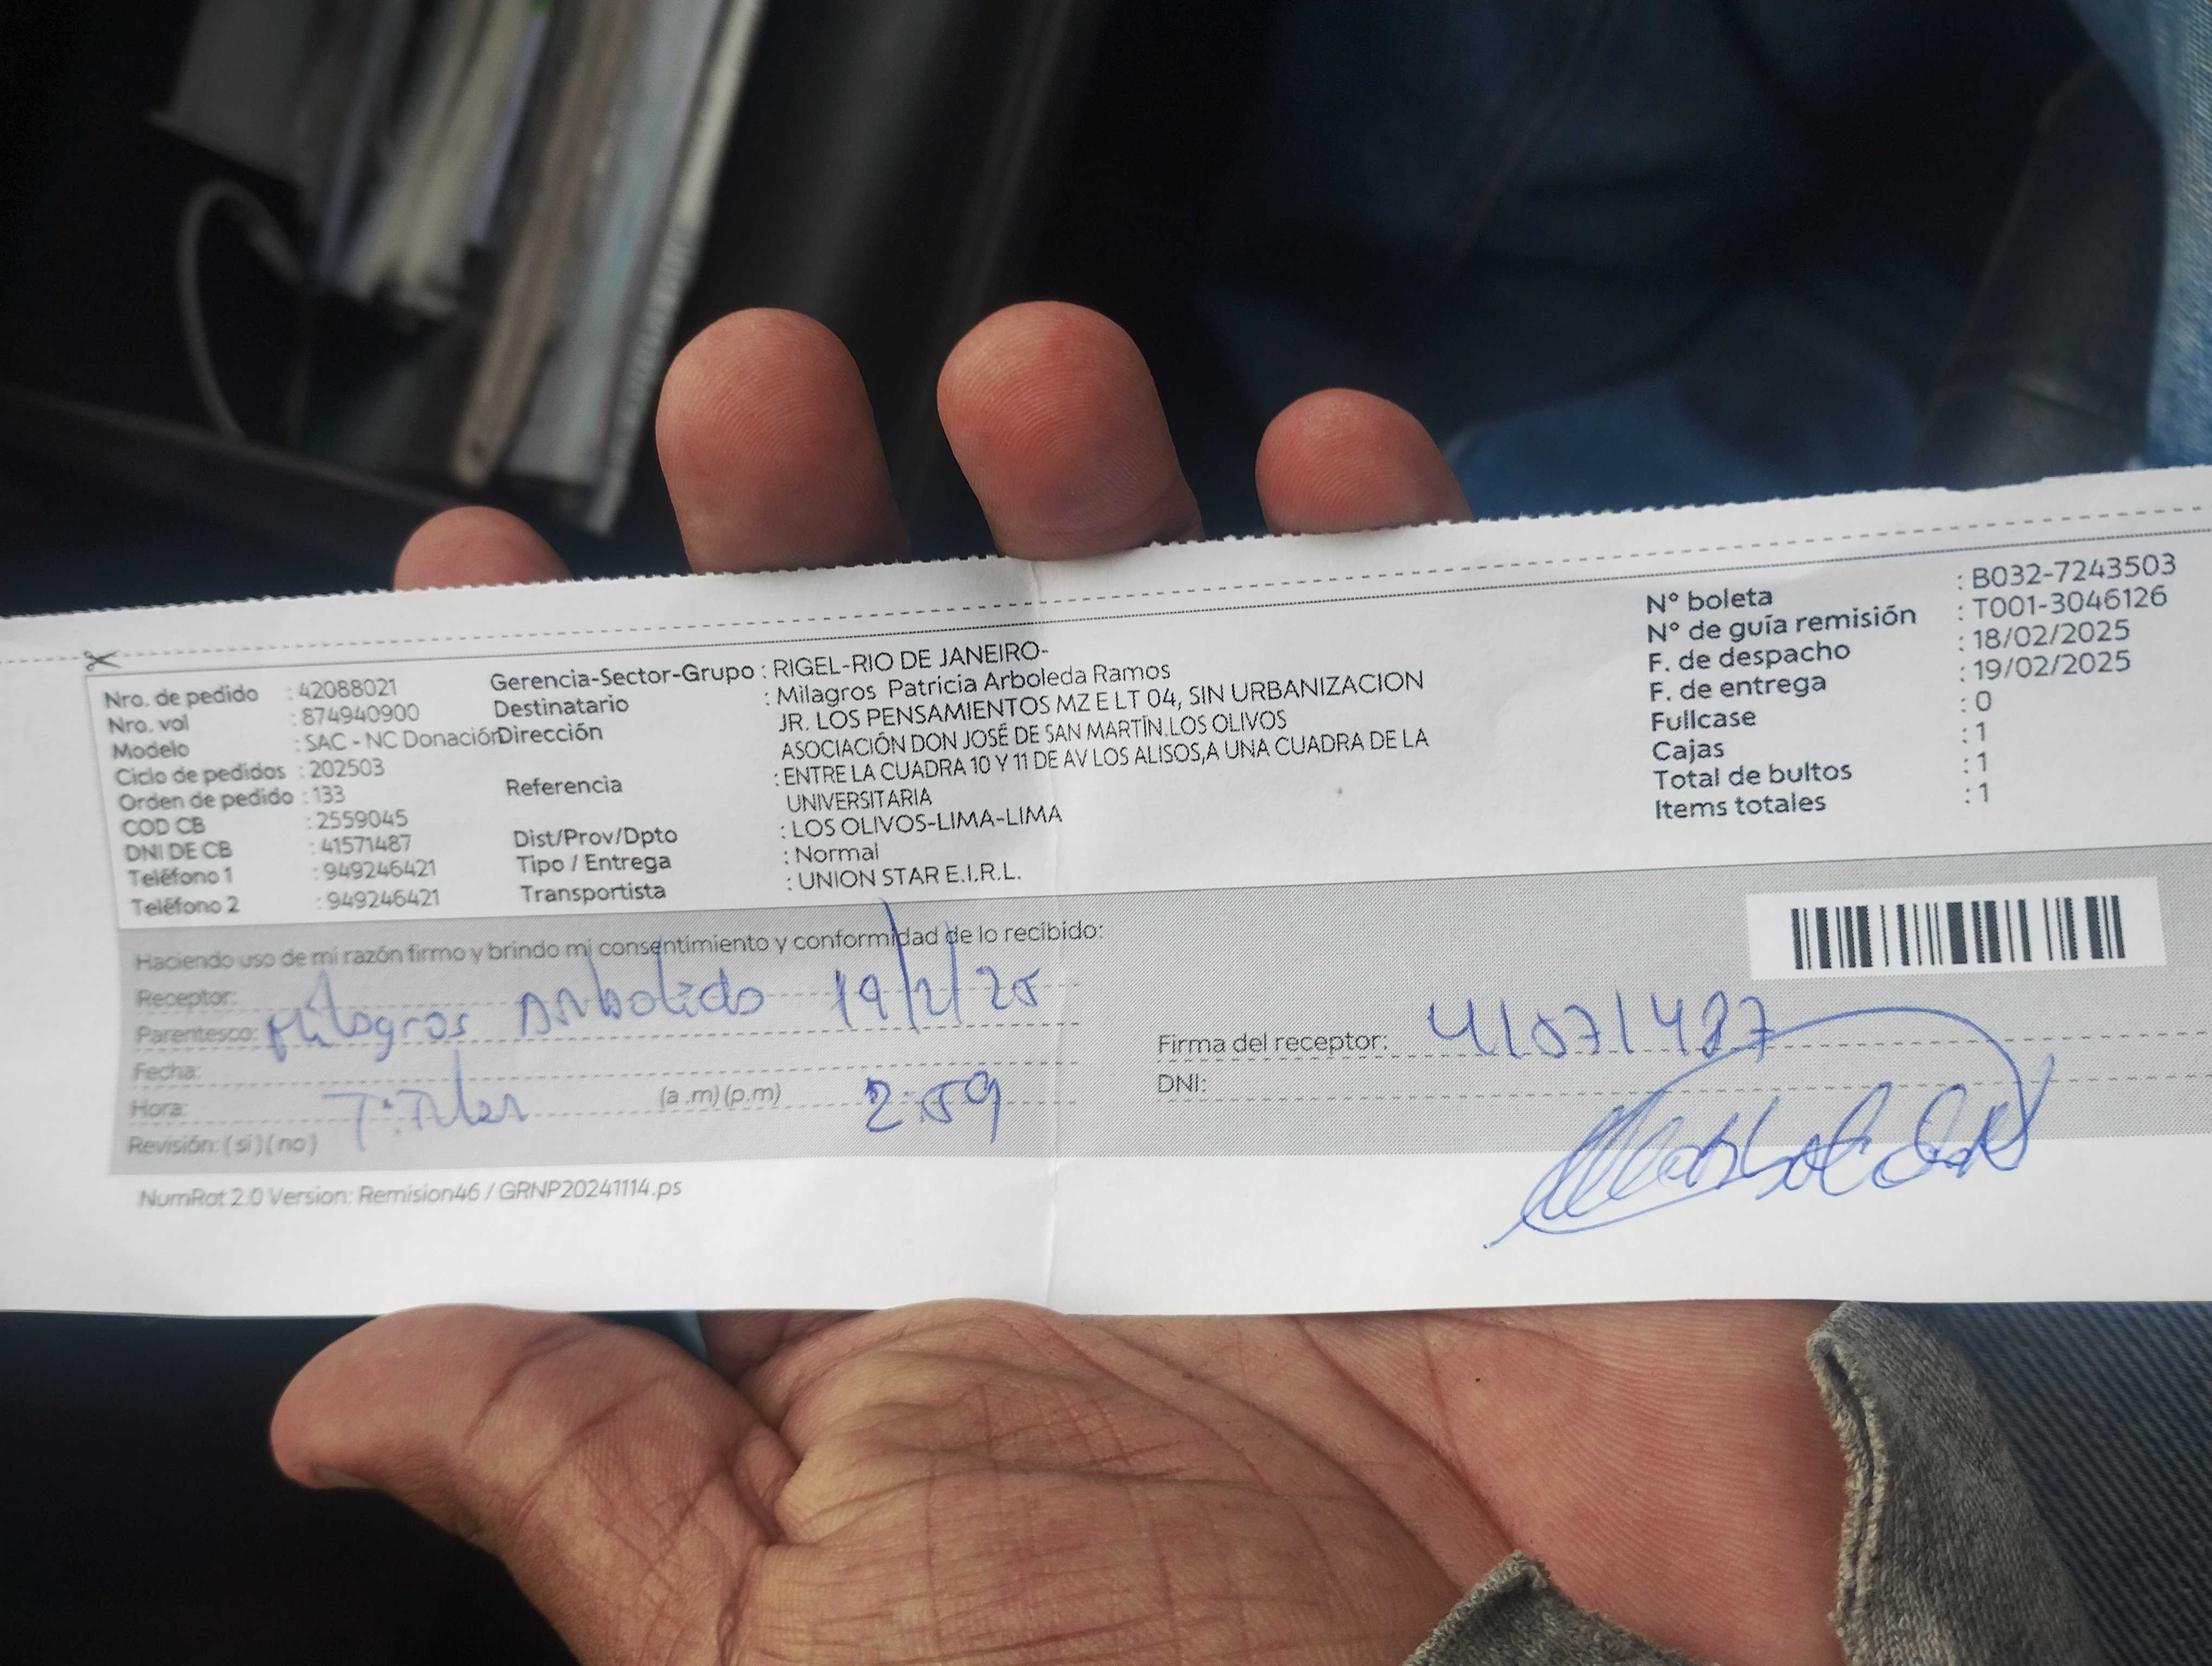 Nro. de pedido : 42088021
Nro. vol : 874940900
Modelo : SAC - NC Donación
Ciclo de pedidos : 202503
Orden de pedido : 133
COD CB : 2559045
DNI DE CB : 41571487
Teléfono 1 : 949246421
Teléfono 2 : 949246421
Gerencia-Sector-Grupo : RIGEL-RIO DE JANEIRO-
Destinatario : Milagros Patricia Arboleda Ramos
Dirección JR. LOS PENSAMIENTOS MZ E LT 04, SIN URBANIZACION
ASOCIACIÓN DON JOSÉ DE SAN MARTÍN.LOS OLIVOS
Referencia : ENTRE LA CUADRA 10 Y 11 DE AV LOS ALISOS,A UNA CUADRA DE LA
UNIVERSITARIA
Dist/Prov/Dpto : LOS OLIVOS-LIMA-LIMA
Tipo / Entrega : Normal
Transportista : UNION STAR E.I.R.L.
N° boleta : B032-7243503
N° de guía remisión : T001-3046126
F. de despacho : 18/02/2025
F. de entrega : 19/02/2025
Fullcase : 0
Cajas : 1
Total de bultos : 1
Items totales : 1
Haciendo uso de mi razón firmo y brindo mi consentimiento y conformidad de lo recibido:
Receptor:
Parentesco: Milagros 19/2/25
Fecha:
Hora: (a.m)(p.m) 2:59
Revisión: (si)(no)
Firma del receptor: 41571487
DNI:
NumRot 2.0 Version: Remision46 / GRNP20241114.ps